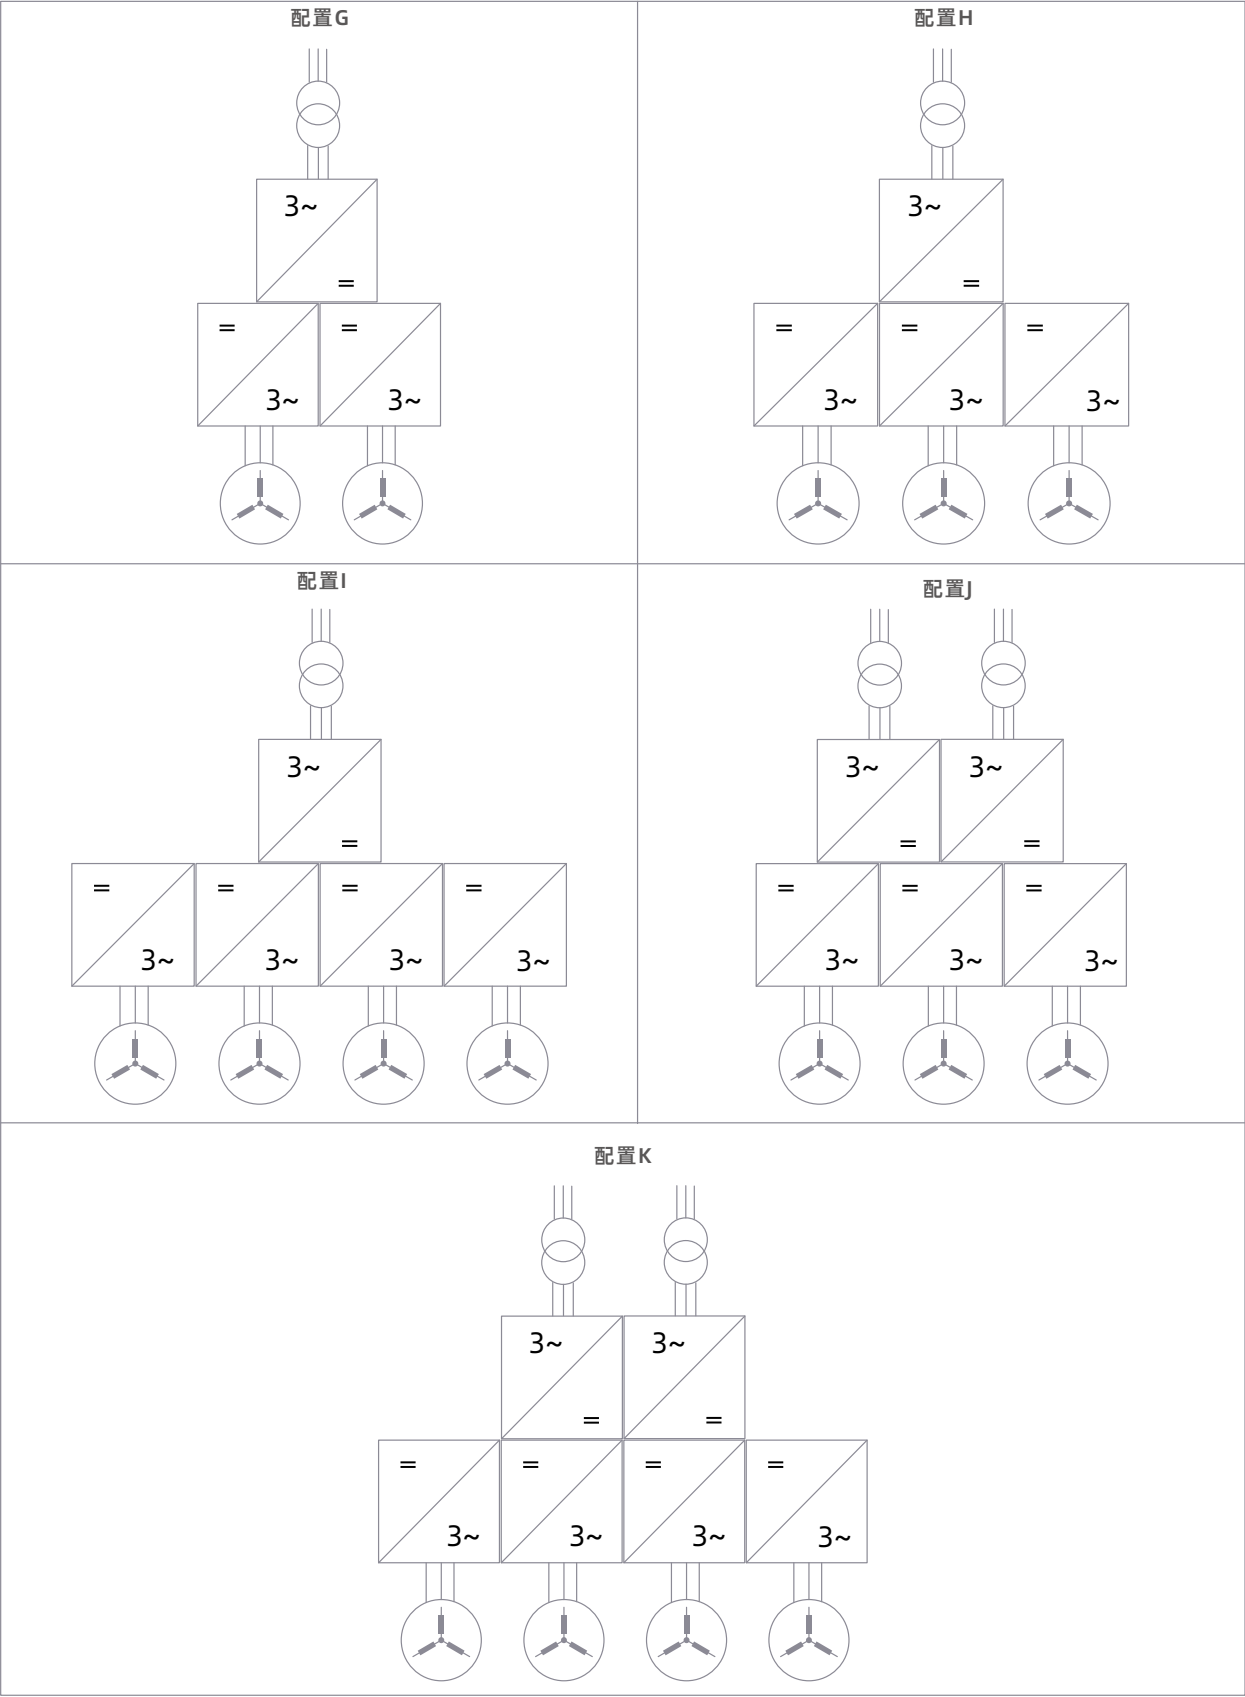 配置G
3~
=
= =
3~ 3~
配置H
3~
=
= = =
3~ 3~ 3~
配置I
3~
=
= = = =
3~ 3~ 3~ 3~
配置J
3~ 3~
= =
= = =
3~ 3~ 3~
配置K
3~ 3~
= =
= = = =
3~ 3~ 3~ 3~